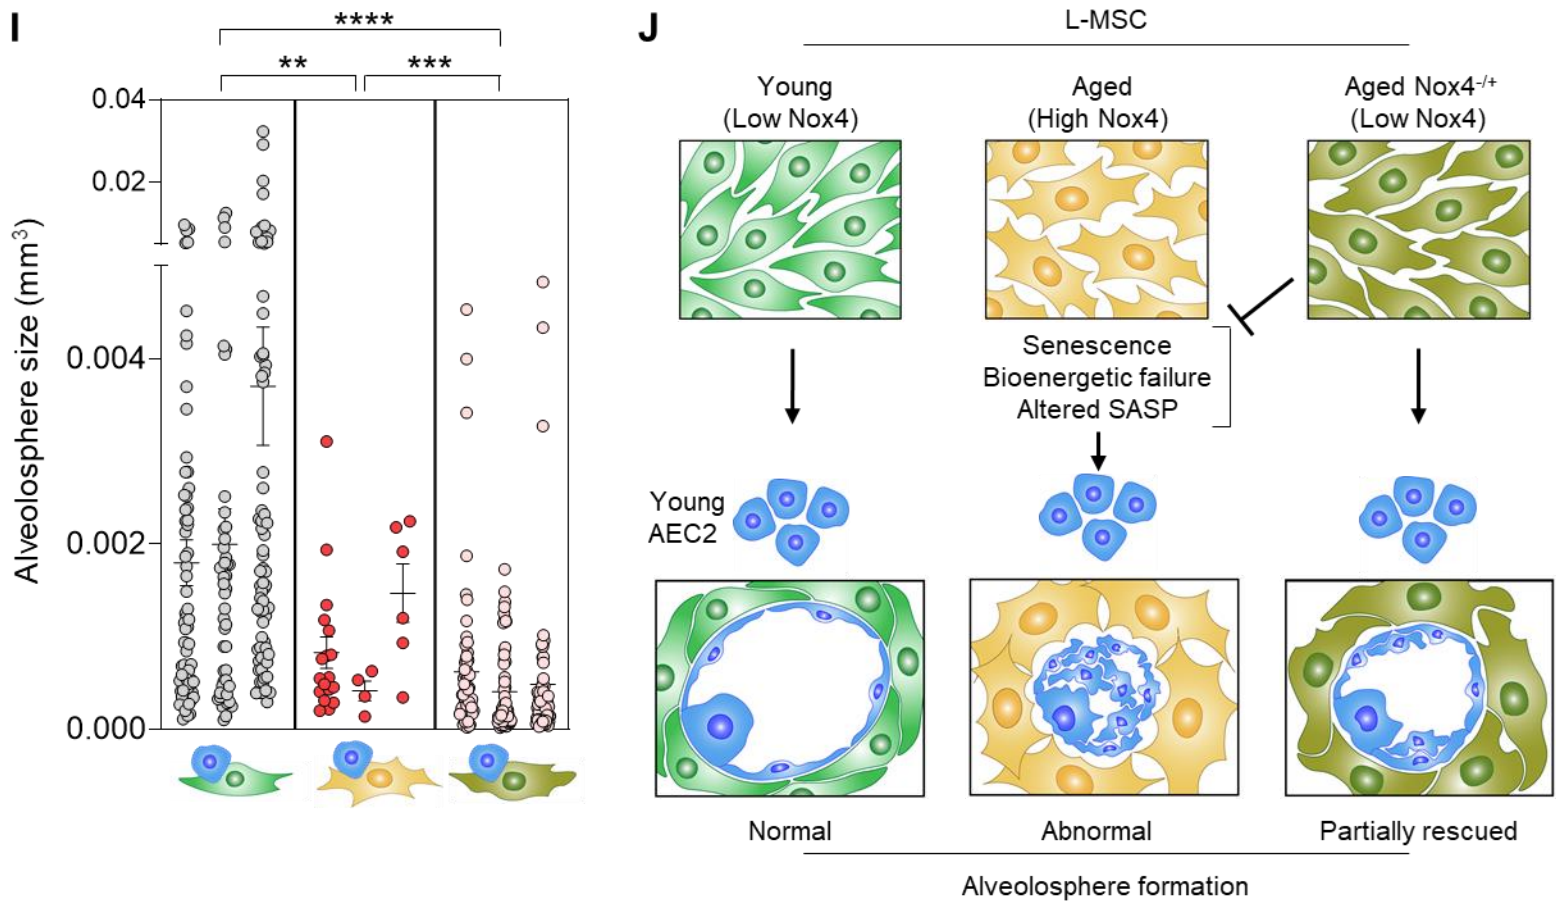 I
****
**
***
Alveolosphere size (mm³)
0.04
0.02
0.004
0.002
0.000
J
L-MSC
Young
(Low Nox4)
Aged
(High Nox4)
Aged Nox4-/+
(Low Nox4)
Senescence
Bioenergetic failure
Altered SASP
Young
AEC2
Normal
Abnormal
Partially rescued
Alveolosphere formation